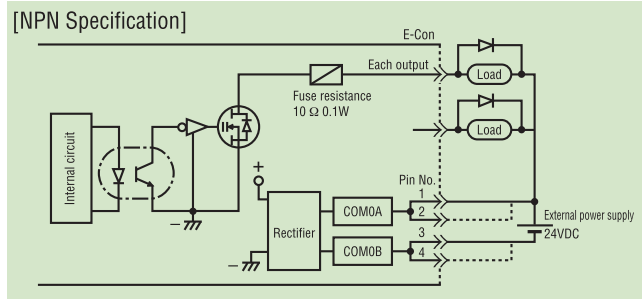 [NPN Specification]
E-Con
Each output
Load
Fuse resistance
10 Ω 0.1W
Load
Internal circuit
Pin No.
+
1
COM0A
2
External power supply
Rectifier
3
24VDC
COM0B
4
−
−